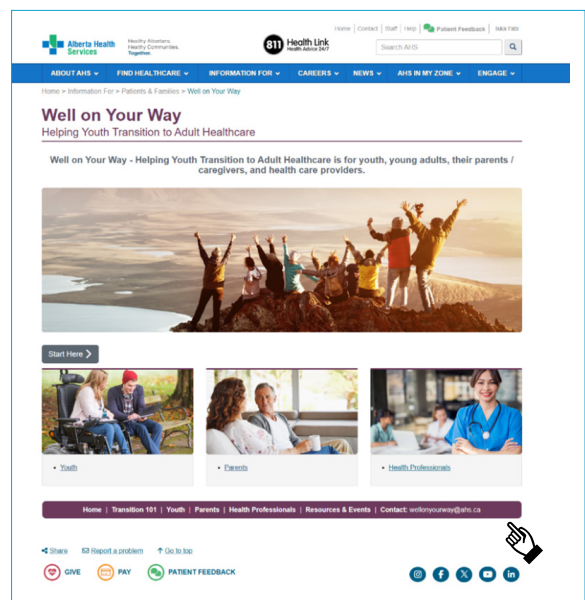 Home | Contact | Staff | Help | Patient Feedback
Alberta Health Services
Healthy Albertans.
Healthy Communities.
Together.
811 Health Link
Health Advice 24/7
Search AHS
ABOUT AHS FIND HEALTHCARE INFORMATION FOR CAREERS NEWS AHS IN MY ZONE ENGAGE
Home > Information For > Patients & Families > Well on Your Way
Well on Your Way
Helping Youth Transition to Adult Healthcare
Well on Your Way - Helping Youth Transition to Adult Healthcare is for youth, young adults, their parents /
caregivers, and health care providers.
Start Here
• Youth
• Parents
• Health Professionals
Home | Transition 101 | Youth | Parents | Health Professionals | Resources & Events | Contact: wellonyourway@ahs.ca
Share Report a problem Go to top
GIVE PAY PATIENT FEEDBACK